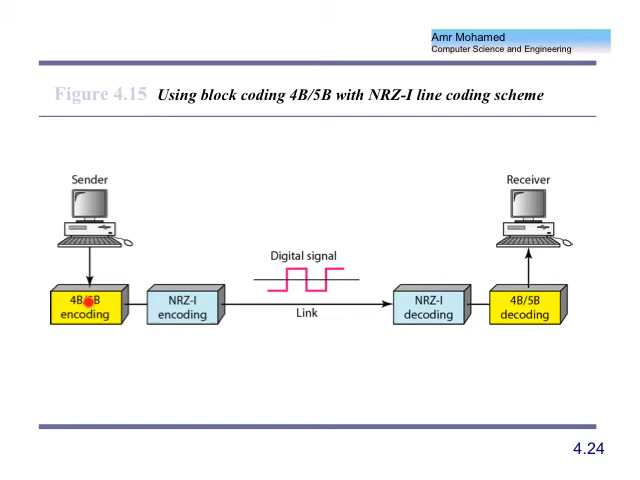 Amr Mohamed
Computer Science and Engineering
Figure 4.15 Using block coding 4B/5B with NRZ-I line coding scheme
Sender
Receiver
Digital signal
4B/5B
encoding
NRZ-I
encoding
Link
NRZ-I
decoding
4B/5B
decoding
4.24